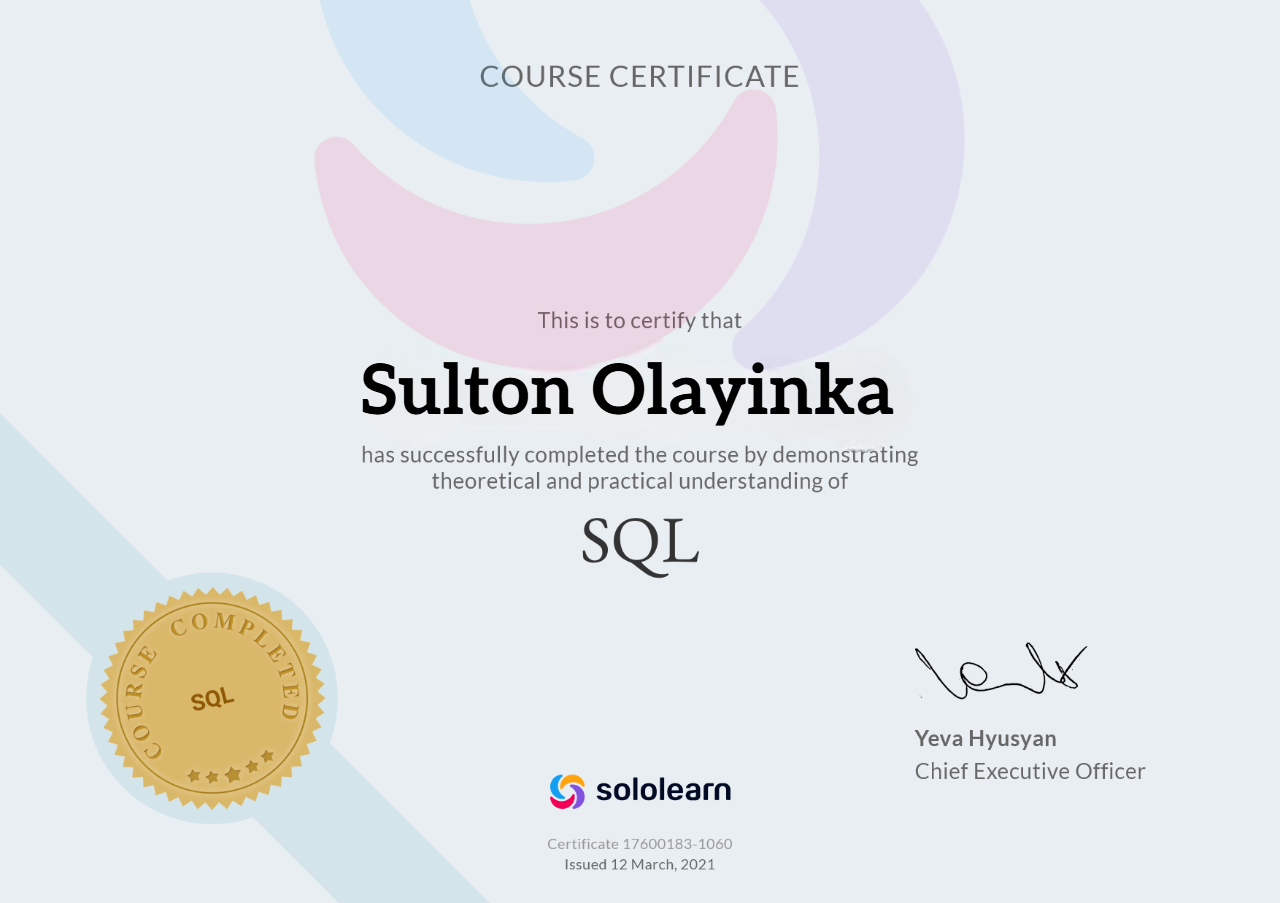 COURSE CERTIFICATE
This is to certify that
Sulton Olayinka
has successfully completed the course by demonstrating
theoretical and practical understanding of
SQL
COURSE COMPLETED
SQL
Yeva Hyusyan
Chief Executive Officer
sololearn
Certificate 17600183-1060
Issued 12 March, 2021